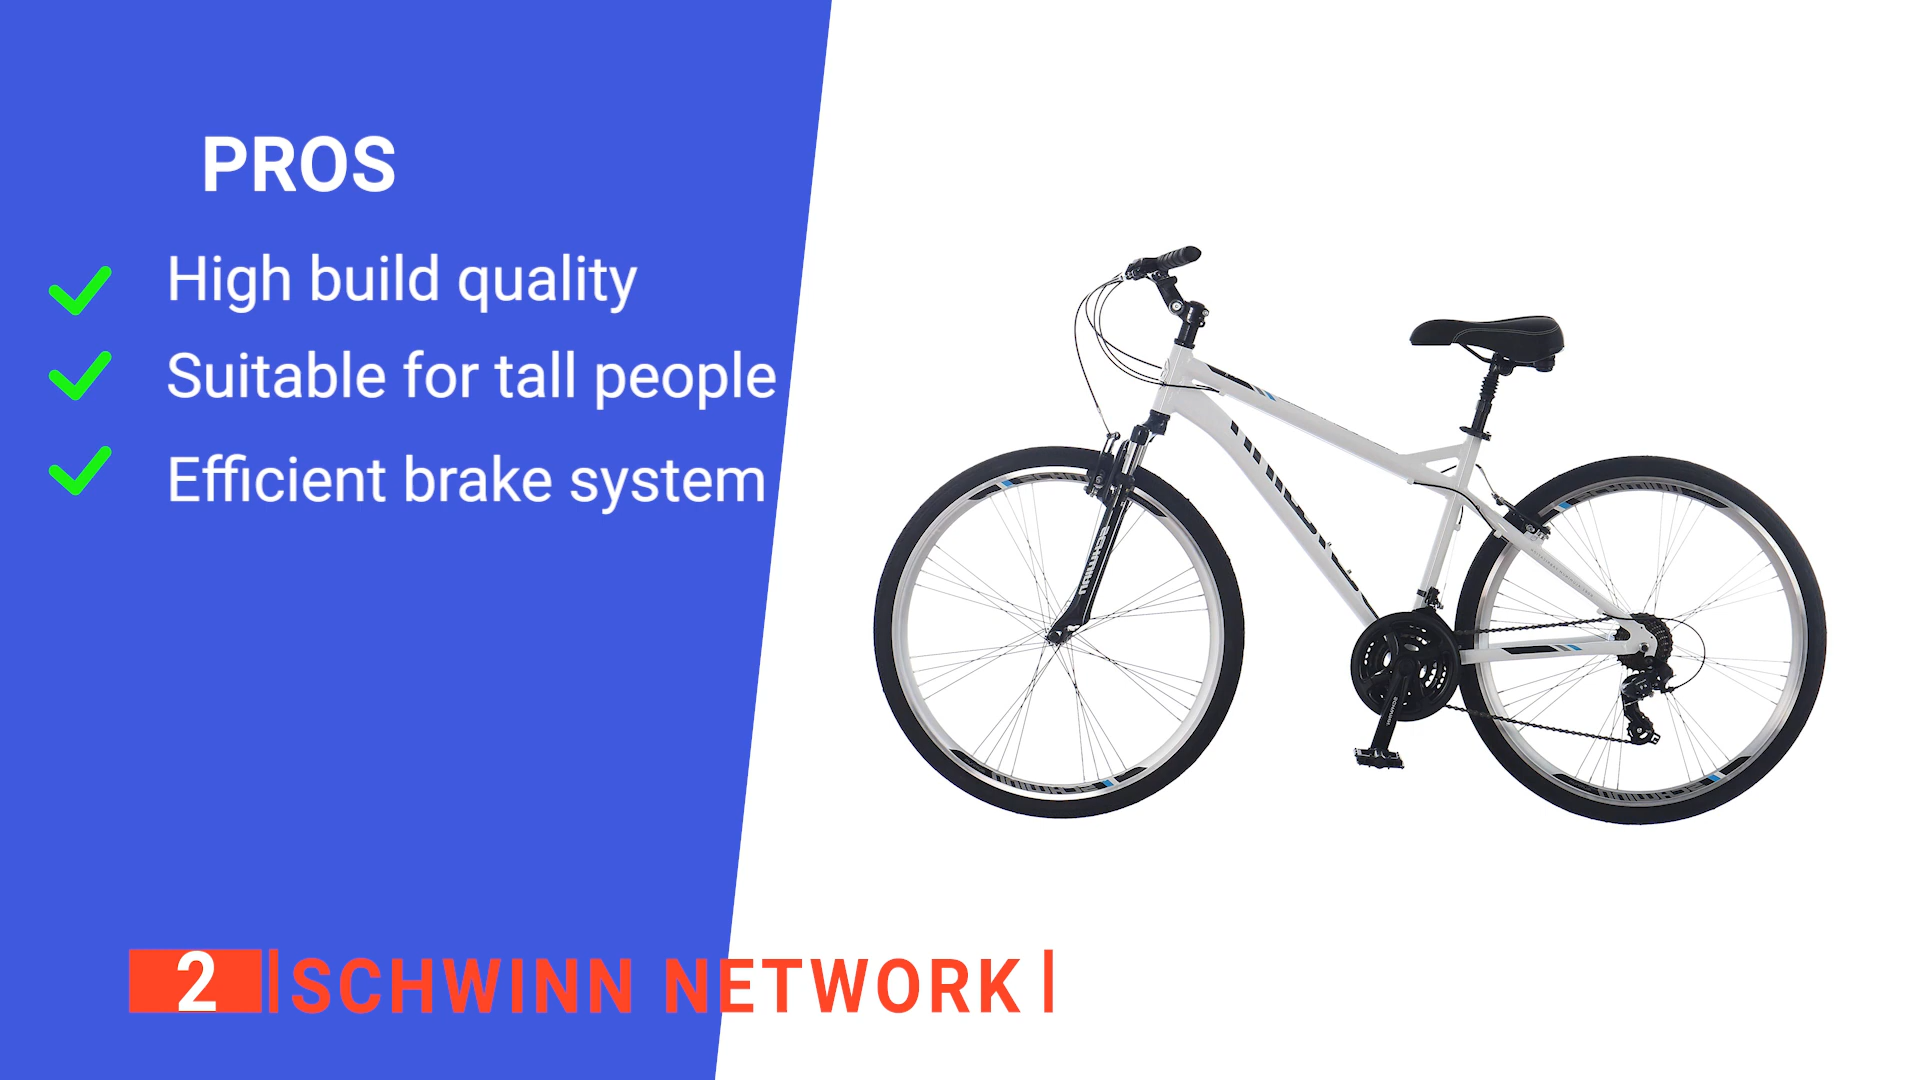 PROS
High build quality
Suitable for tall people
Efficient brake system
2 |SCHWINN NETWORK|